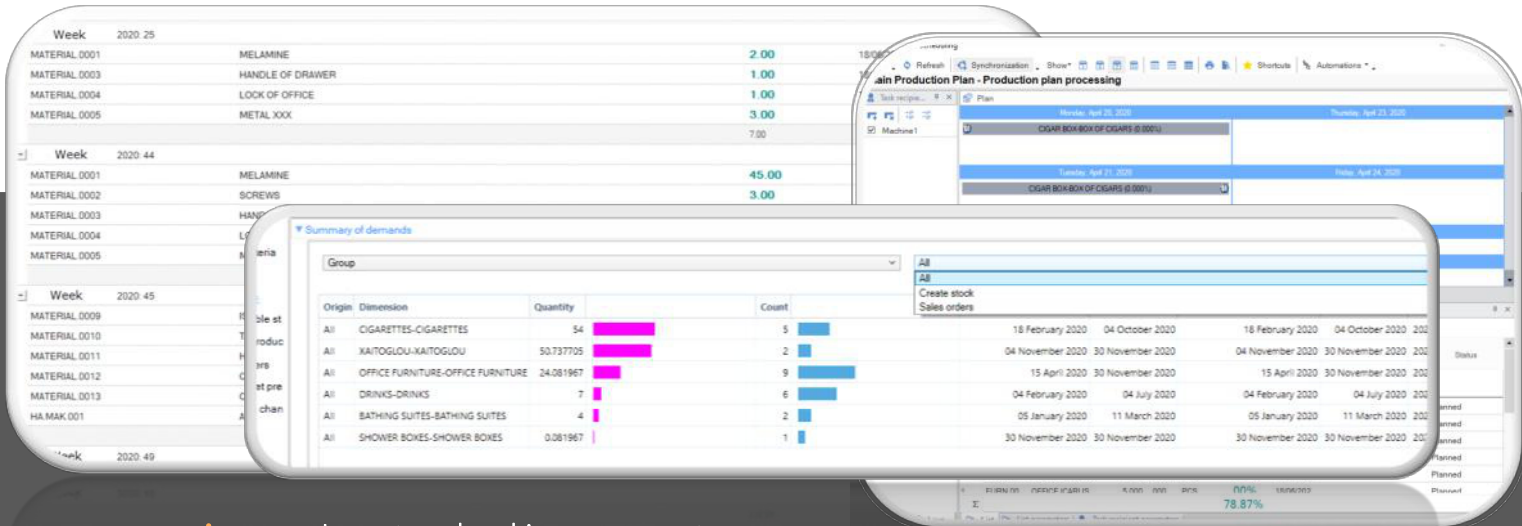 Week 2020. 25
MATERIAL.0001 MELAMINE 2.00
MATERIAL.0003 HANDLE OF DRAWER 1.00
MATERIAL.0004 LOCK OF OFFICE 1.00
MATERIAL.0005 METAL XXX 3.00
7.00
Week 2020. 44
MATERIAL.0001 MELAMINE 45.00
MATERIAL.0002 SCREWS 3.00
MATERIAL.0003
MATERIAL.0004
MATERIAL.0005
Week 2020. 45
MATERIAL.0009
MATERIAL.0010
MATERIAL.0011
MATERIAL.0012
MATERIAL.0013
HA.MAK.001
Week 2020. 49
Refresh Synchronization Show Shortcuts Automations
Production Plan - Production plan processing
Plan
Machine1
Monday, April 20, 2020 Thursday, April 23, 2020
CIGAR BOX-BOX OF CIGARS (0.000%)
Tuesday, April 21, 2020 Friday, April 24, 2020
CIGAR BOX-BOX OF CIGARS (0.000%)
Status
Planned
Planned
Planned
78.87%
Summary of demands
Group All
All
Create stock
Sales orders
Origin Dimension Quantity Count
All CIGARETTES-CIGARETTES 54 5 18 February 2020 04 October 2020 18 February 2020 04 October 2020
All XAITOGLOU-XAITOGLOU 50.737705 2 04 November 2020 30 November 2020 04 November 2020 30 November 2020
All OFFICE FURNITURE-OFFICE FURNITURE 24.081967 9 15 April 2020 30 November 2020 15 April 2020 30 November 2020
All DRINKS-DRINKS 7 6 04 February 2020 04 July 2020 04 February 2020 04 July 2020
All BATHING SUITES-BATHING SUITES 4 2 05 January 2020 11 March 2020 05 January 2020 11 March 2020
All SHOWER BOXES-SHOWER BOXES 0.081967 1 30 November 2020 30 November 2020 30 November 2020 30 November 2020